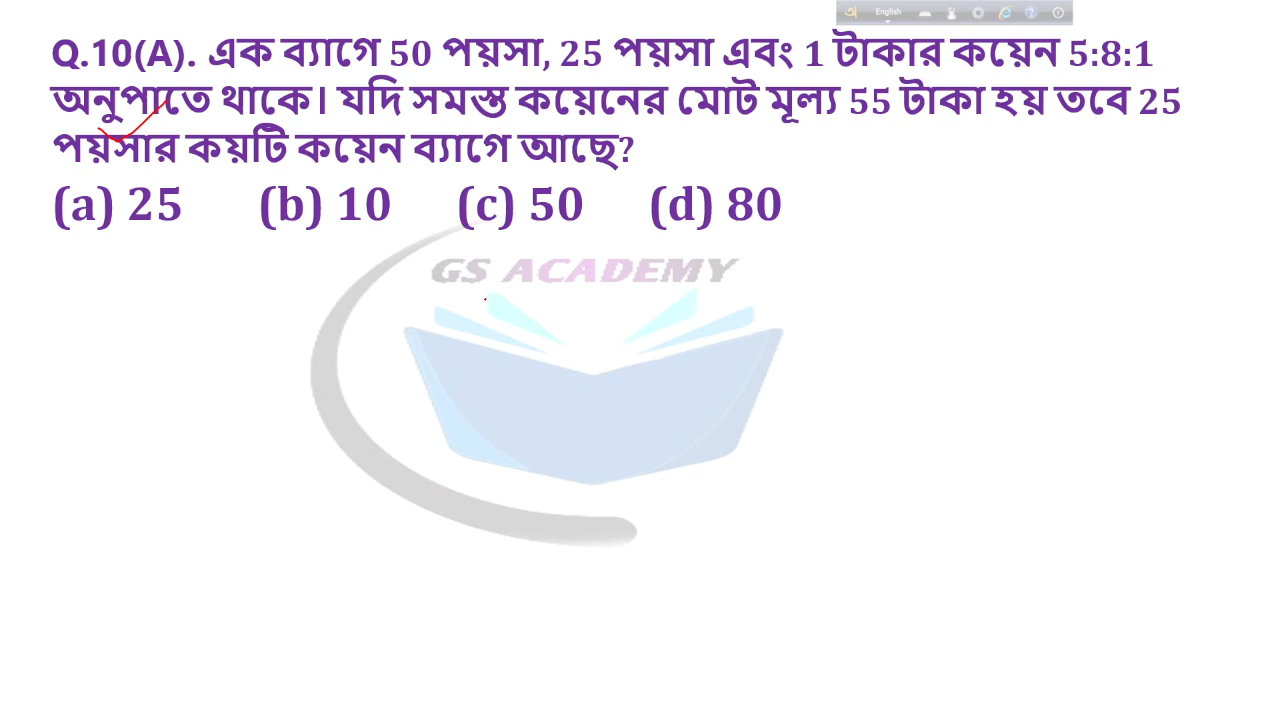 English
Q.10(A). এক ব্যাগে 50 পয়সা, 25 পয়সা এবং 1 টাকার কয়েন 5:8:1
অনুপাতে থাকে। যদি সমস্ত কয়েনের মোট মূল্য 55 টাকা হয় তবে 25
পয়সার কয়টি কয়েন ব্যাগে আছে?
(a) 25 (b) 10 (c) 50 (d) 80
GS ACADEMY